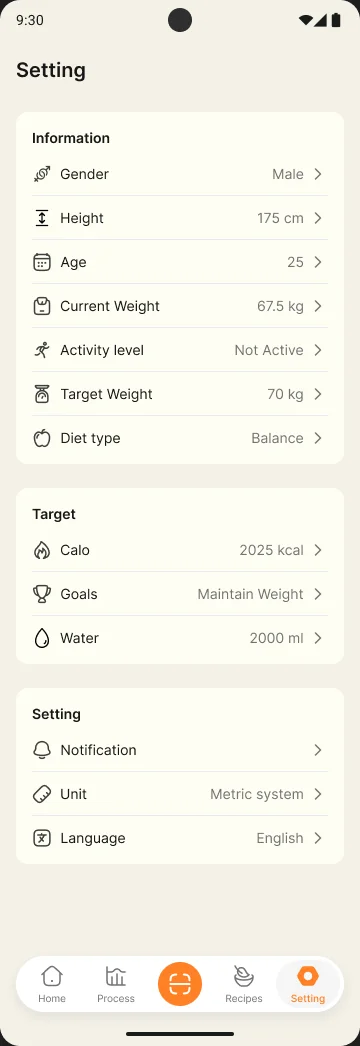 9:30
Setting
Information
Gender Male
Height 175 cm
Age 25
Current Weight 67.5 kg
Activity level Not Active
Target Weight 70 kg
Diet type Balance
Target
Calo 2025 kcal
Goals Maintain Weight
Water 2000 ml
Setting
Notification
Unit Metric system
Language English
Home Process Recipes Setting